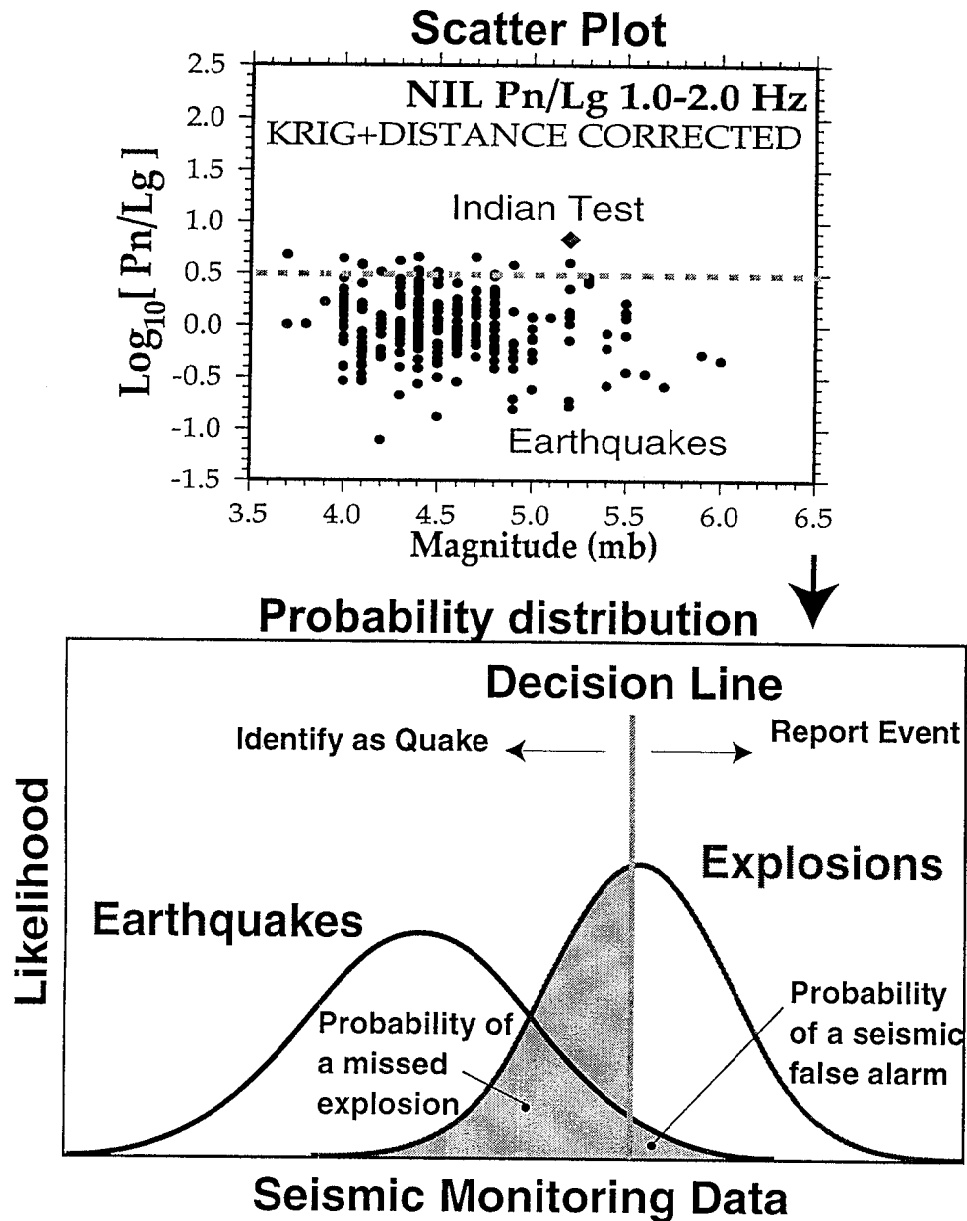 Scatter Plot
NIL Pn/Lg 1.0-2.0 Hz
KRIG+DISTANCE CORRECTED
Indian Test
Earthquakes
Log10[ Pn/Lg ]
2.5
2.0
1.5
1.0
0.5
0.0
-0.5
-1.0
-1.5
3.5 4.0 4.5 5.0 5.5 6.0 6.5
Magnitude (mb)
Probability distribution
Decision Line
Identify as Quake
Report Event
Likelihood
Explosions
Earthquakes
Probability of
a missed
explosion
Probability
of a seismic
false alarm
Seismic Monitoring Data